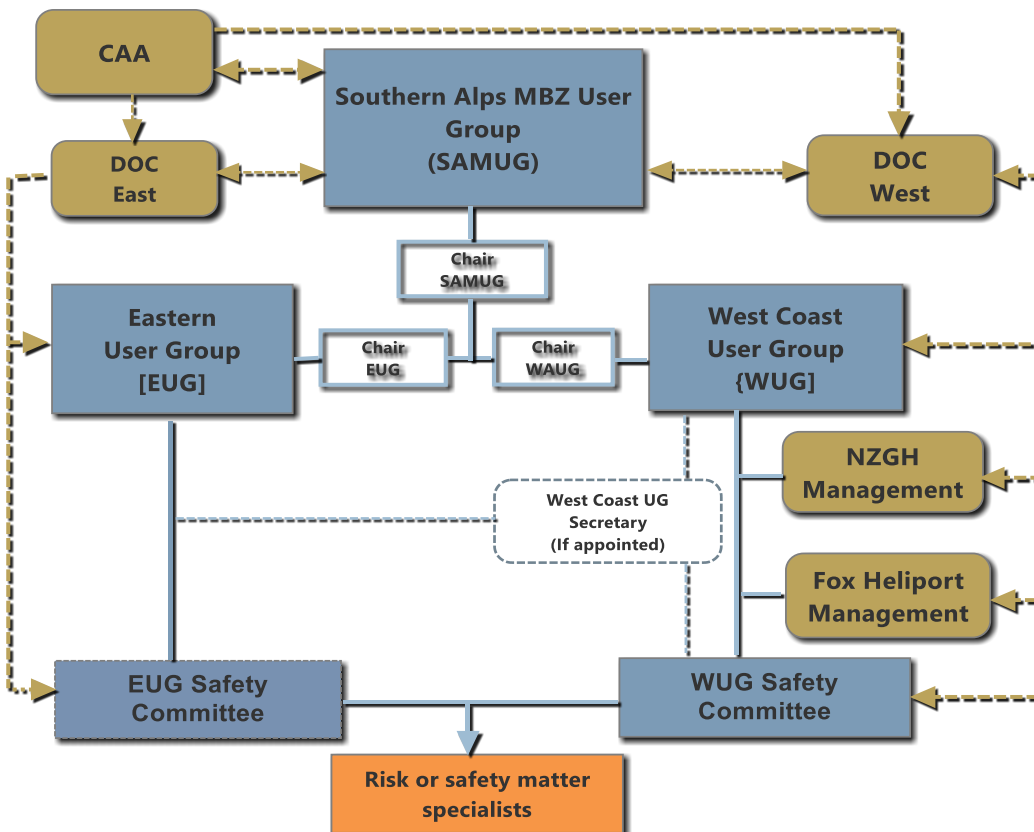 CAA
Southern Alps MBZ User
Group
(SAMUG)
DOC
East
DOC
West
Chair
SAMUG
Eastern
User Group
[EUG]
Chair
EUG
Chair
WAUG
West Coast
User Group
{WUG]
NZGH
Management
West Coast UG
Secretary
(If appointed)
Fox Heliport
Management
EUG Safety
Committee
WUG Safety
Committee
Risk or safety matter
specialists